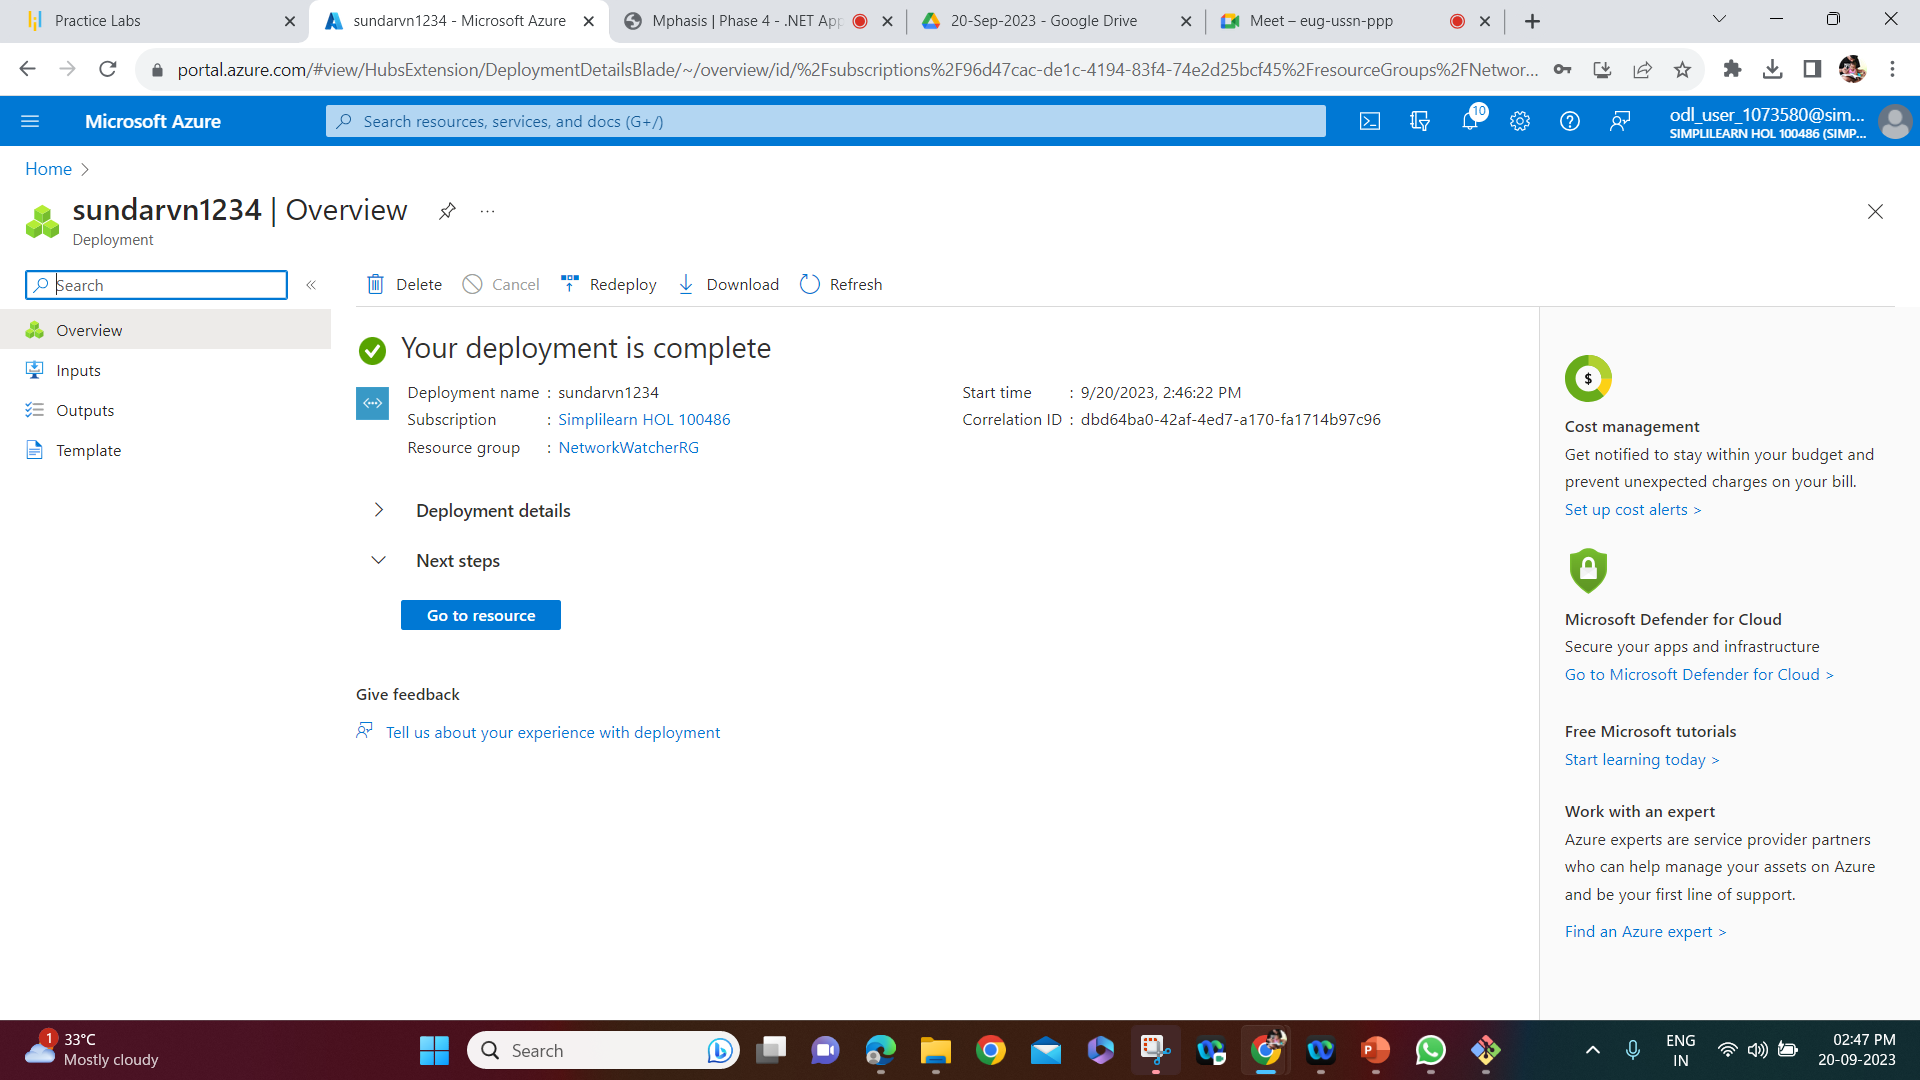 Practice Labs
sundarvn1234 - Microsoft Azure
Mphasis | Phase 4 - .NET App
20-Sep-2023 - Google Drive
Meet – eug-ussn-ppp
portal.azure.com/#view/HubsExtension/DeploymentDetailsBlade/~/overview/id/%2Fsubscriptions%2F96d47cac-de1c-4194-83f4-74e2d25bcf45%2FresourceGroups%2FNetwor...
Microsoft Azure
Search resources, services, and docs (G+/)
10
odl_user_1073580@sim...
SIMPLILEARN HOL 100486 (SIMP...
Home
sundarvn1234 | Overview
...
Deployment
Search
«
Delete
Cancel
Redeploy
Download
Refresh
Overview
Inputs
Outputs
Template
Your deployment is complete
Deployment name : sundarvn1234
Subscription : Simplilearn HOL 100486
Resource group : NetworkWatcherRG
Start time : 9/20/2023, 2:46:22 PM
Correlation ID : dbd64ba0-42af-4ed7-a170-fa1714b97c96
Deployment details
Next steps
Go to resource
Give feedback
Tell us about your experience with deployment
$
Cost management
Get notified to stay within your budget and
prevent unexpected charges on your bill.
Set up cost alerts >
Microsoft Defender for Cloud
Secure your apps and infrastructure
Go to Microsoft Defender for Cloud >
Free Microsoft tutorials
Start learning today >
Work with an expert
Azure experts are service provider partners
who can help manage your assets on Azure
and be your first line of support.
Find an Azure expert >
1
33°C
Mostly cloudy
Search
ENG
IN
02:47 PM
20-09-2023